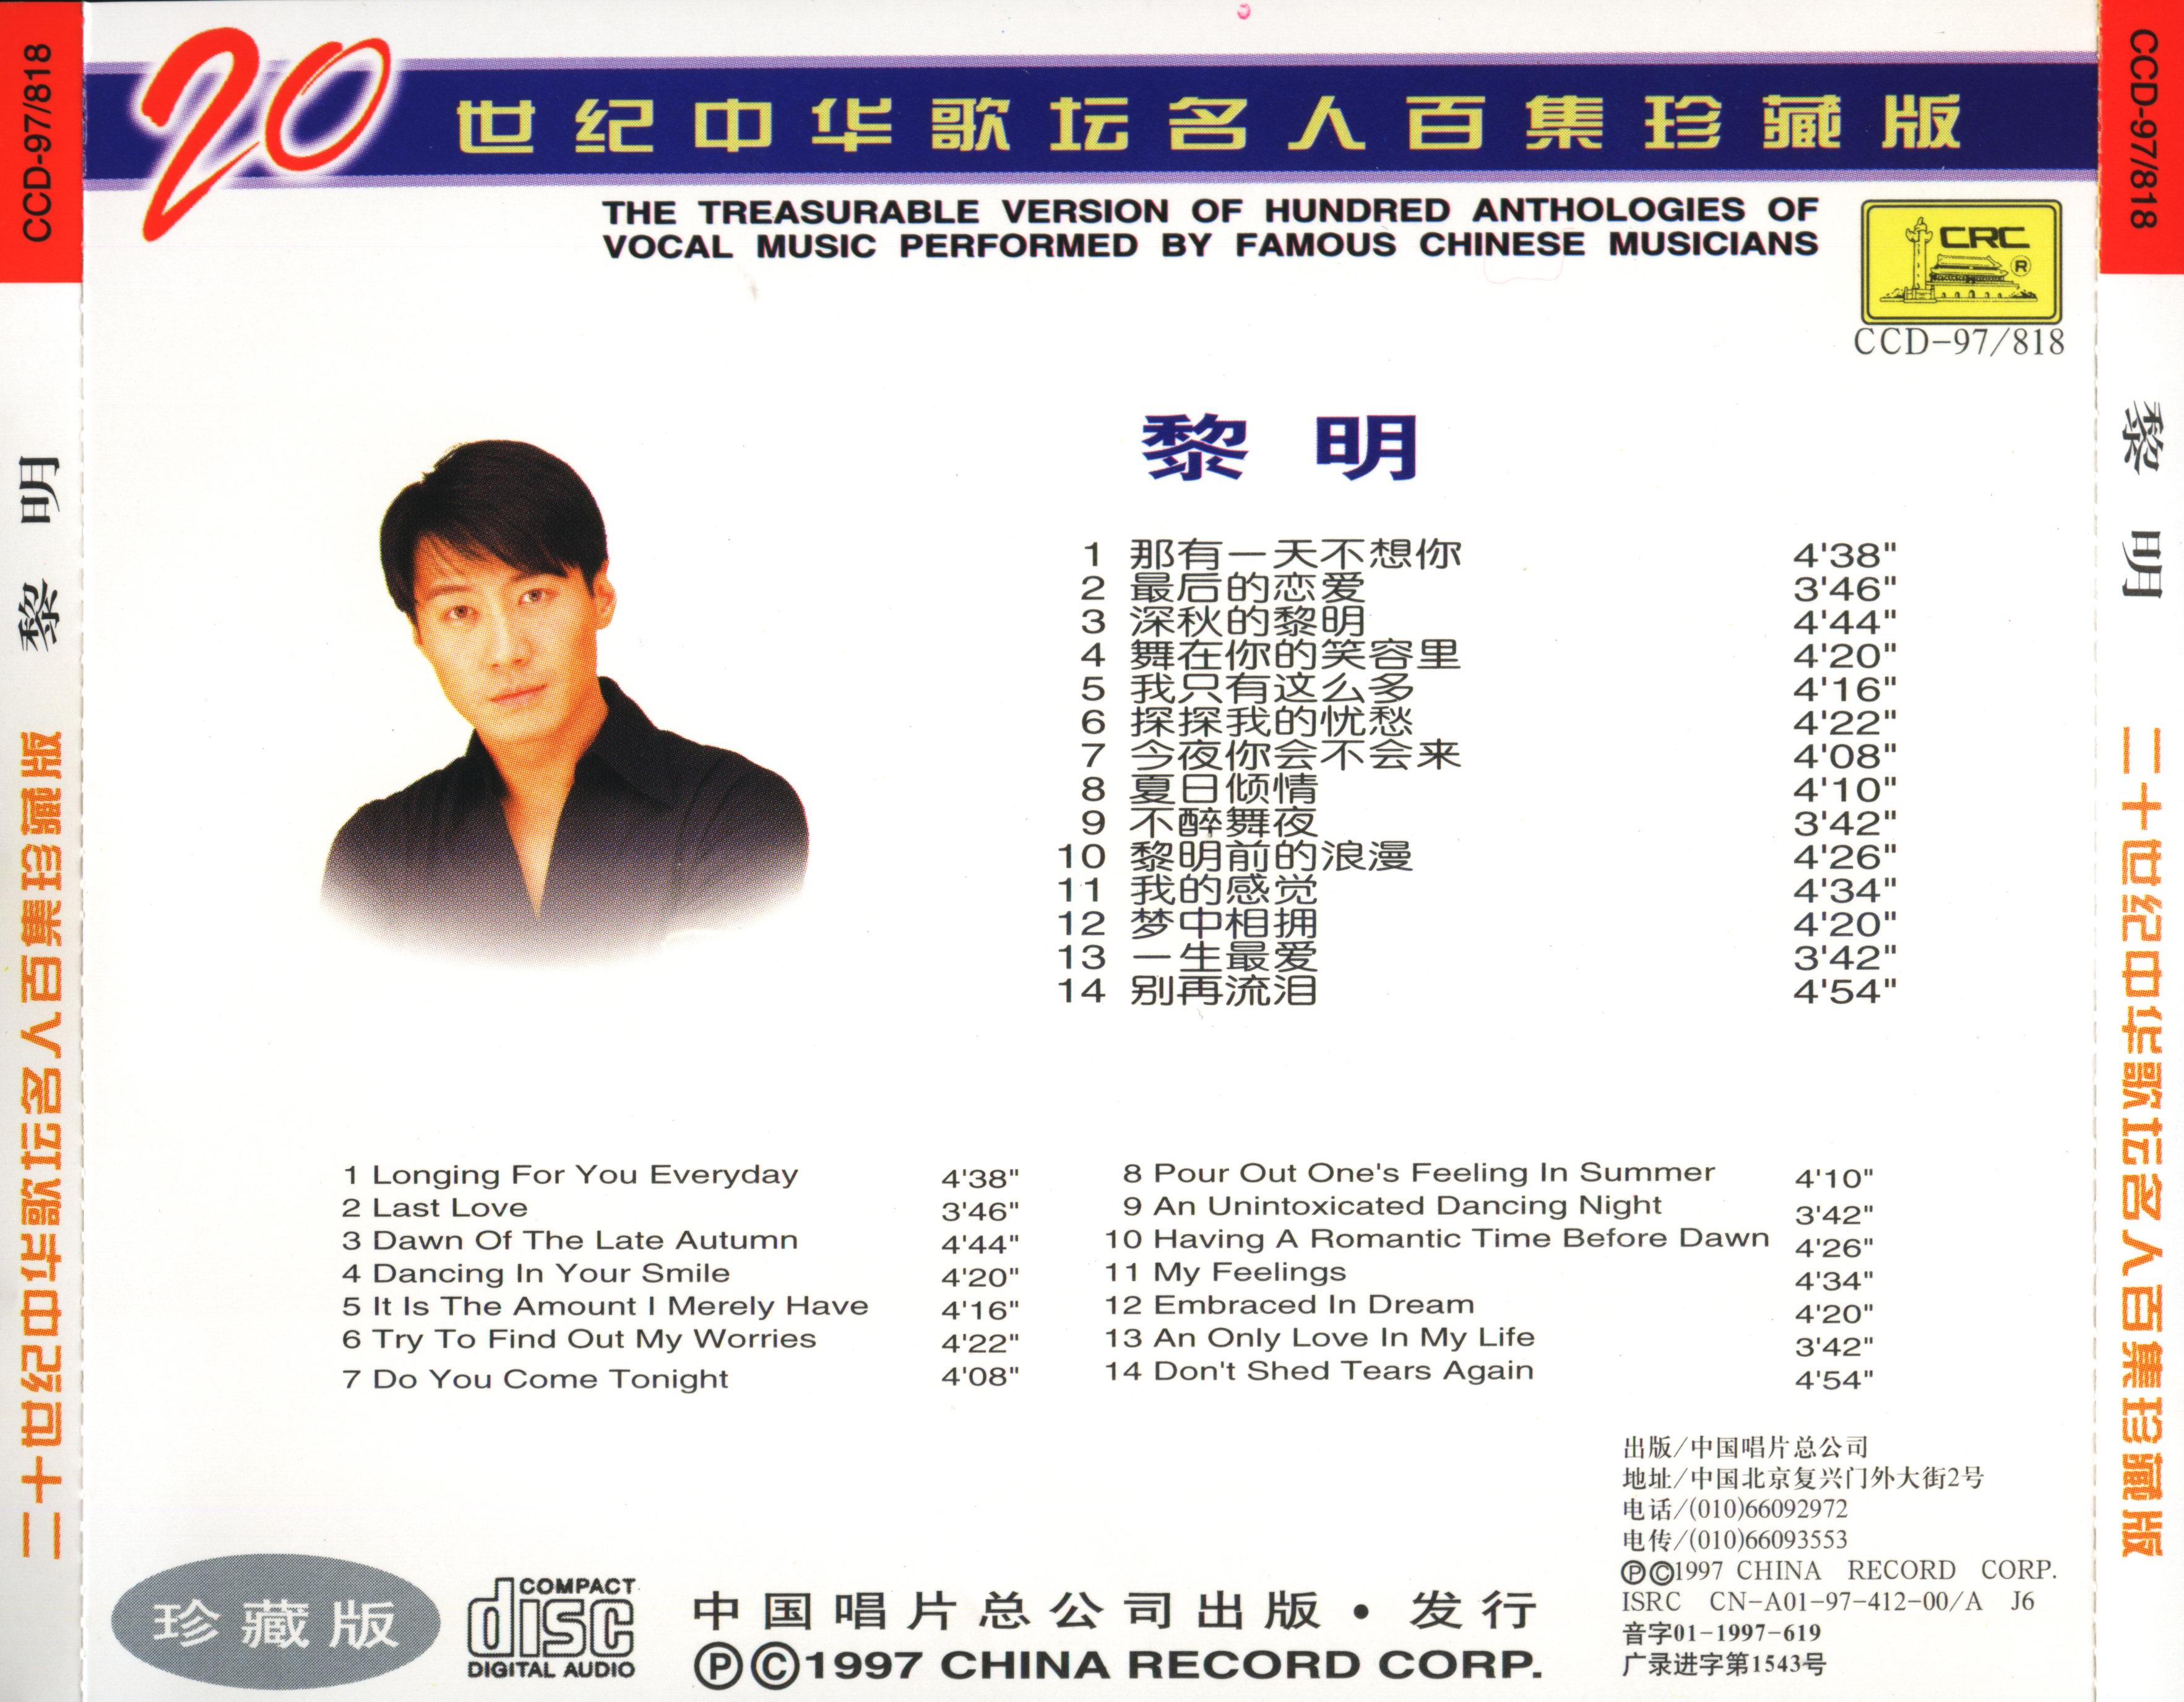 CCD-97/818
黎明
二十世纪中华歌坛名人百集珍藏版
20世纪中华歌坛名人百集珍藏版
THE TREASURABLE VERSION OF HUNDRED ANTHOLOGIES OF
VOCAL MUSIC PERFORMED BY FAMOUS CHINESE MUSICIANS
CRC
®
CCD-97/818
黎明
1 那有一天不想你 4'38"
2 最后的恋爱 3'46"
3 深秋的黎明 4'44"
4 舞在你的笑容里 4'20"
5 我只有这么多 4'16"
6 探探我的忧愁 4'22"
7 今夜你会不会来 4'08"
8 夏日倾情 4'10"
9 不醉舞夜 3'42"
10 黎明前的浪漫 4'26"
11 我的感觉 4'34"
12 梦中相拥 4'20"
13 一生最爱 3'42"
14 别再流泪 4'54"
1 Longing For You Everyday 4'38"
2 Last Love 3'46"
3 Dawn Of The Late Autumn 4'44"
4 Dancing In Your Smile 4'20"
5 It Is The Amount I Merely Have 4'16"
6 Try To Find Out My Worries 4'22"
7 Do You Come Tonight 4'08"
8 Pour Out One's Feeling In Summer 4'10"
9 An Unintoxicated Dancing Night 3'42"
10 Having A Romantic Time Before Dawn 4'26"
11 My Feelings 4'34"
12 Embraced In Dream 4'20"
13 An Only Love In My Life 3'42"
14 Don't Shed Tears Again 4'54"
出版/中国唱片总公司
地址/中国北京复兴门外大街2号
电话/(010)66092972
电传/(010)66093553
℗©1997 CHINA RECORD CORP.
ISRC CN-A01-97-412-00/A J6
音字01-1997-619
广录进字第1543号
珍藏版
COMPACT
disc
DIGITAL AUDIO
中国唱片总公司出版·发行
℗©1997 CHINA RECORD CORP.
CCD-97/818
黎明
二十世纪中华歌坛名人百集珍藏版